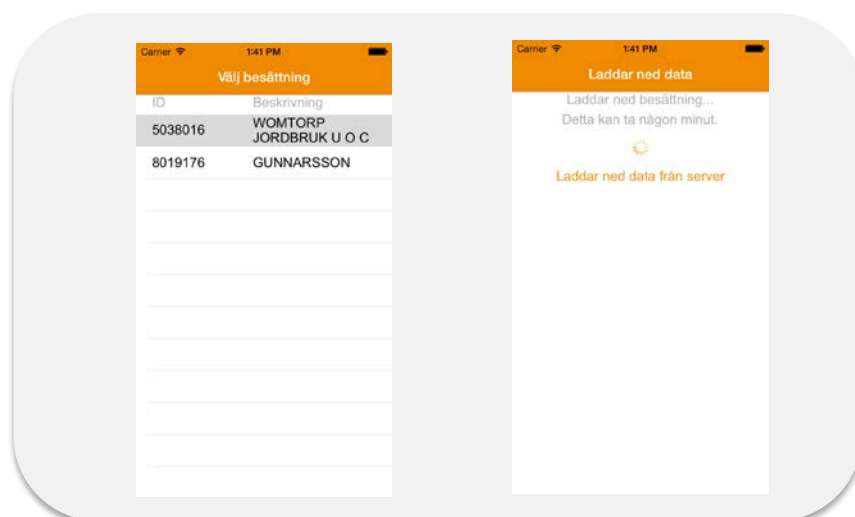 Carrier 1:41 PM
Välj besättning
ID Beskrivning
5038016 WOMTORP
JORDBRUK U O C
8019176 GUNNARSSON
Carrier 1:41 PM
Laddar ned data
Laddar ned besättning...
Detta kan ta någon minut.
Laddar ned data från server